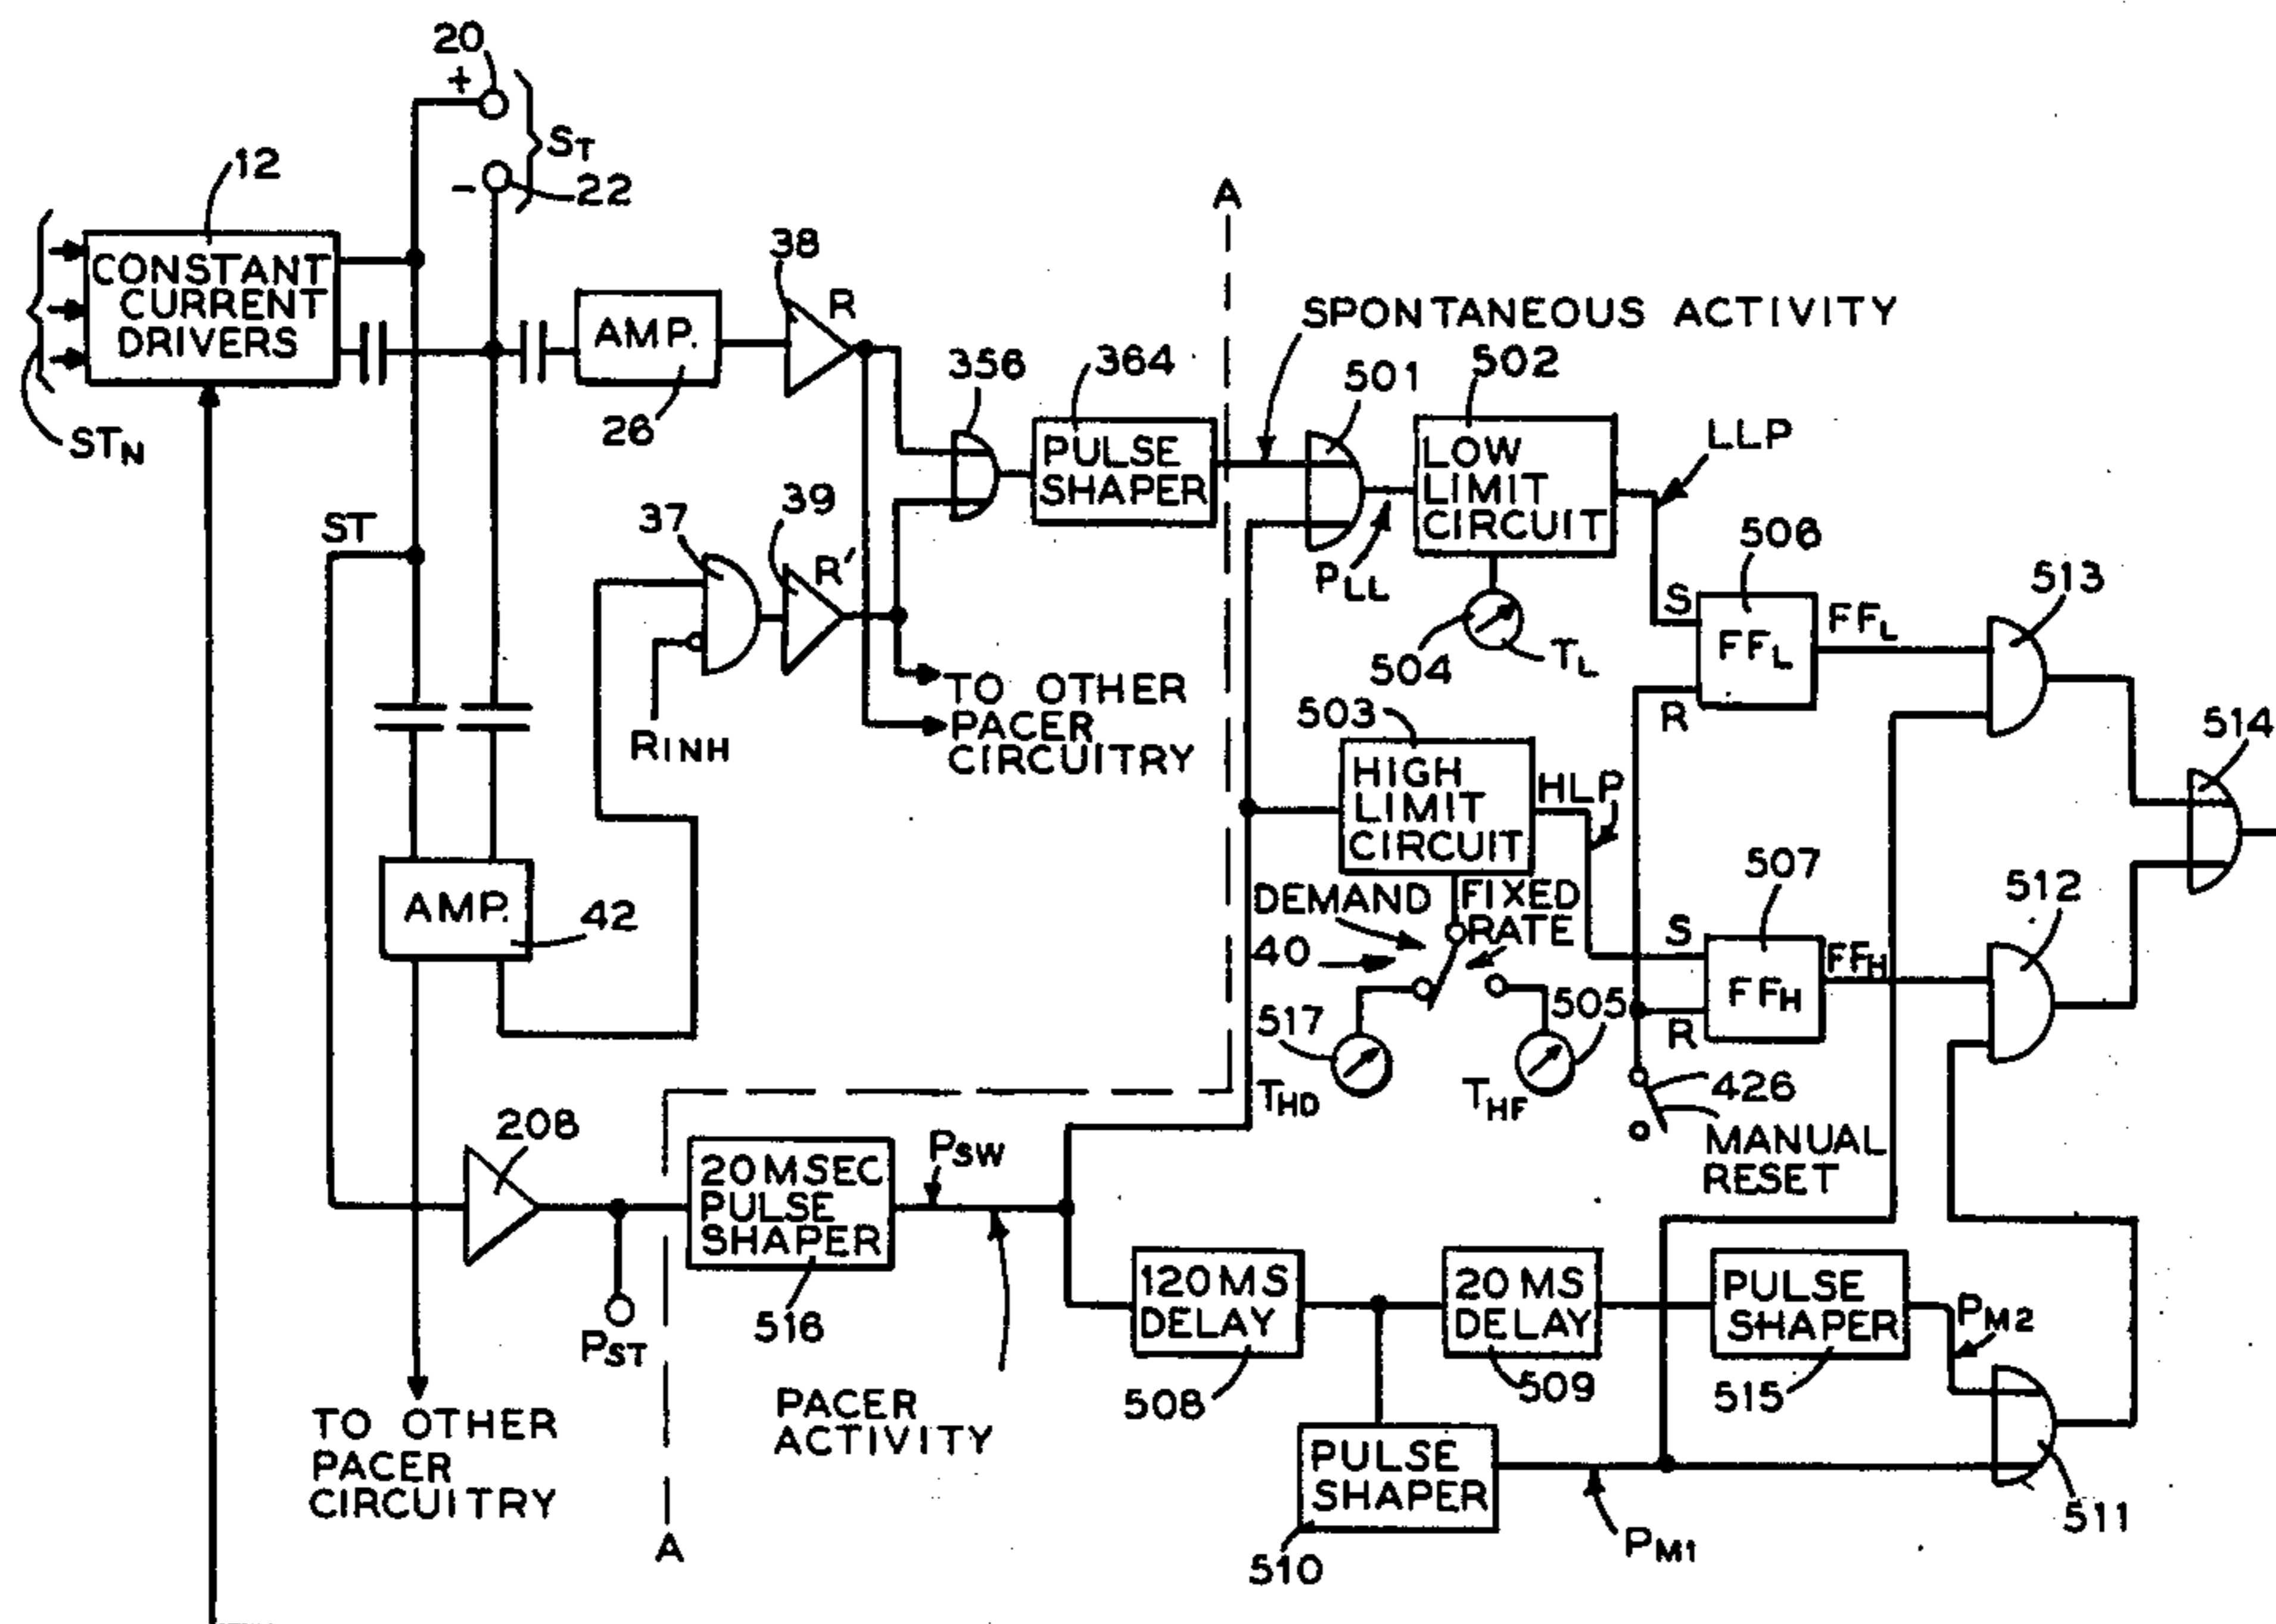 20
+
ST
12
-
22
A
38
R
CONSTANT
CURRENT
DRIVERS
AMP.
26
STN
SPONTANEOUS ACTIVITY
356
364
501
502
PULSE
SHAPER
LOW
LIMIT
CIRCUIT
LLP
ST
37
39
R'
PLL
506
513
S
FFL
FFL
504
TL
R
RINH
TO OTHER
PACER
CIRCUITRY
503
HIGH
LIMIT
CIRCUIT
HLP
514
AMP.
42
DEMAND
FIXED
RATE
40
507
512
S
FFH
FFH
R
517
505
THD
THF
426
MANUAL
RESET
208
20 MSEC
PULSE
SHAPER
PSW
516
PST
120 MS
DELAY
508
20 MS
DELAY
509
PULSE
SHAPER
515
PM2
PACER
ACTIVITY
TO OTHER
PACER
CIRCUITRY
PULSE
SHAPER
510
PM1
511
A